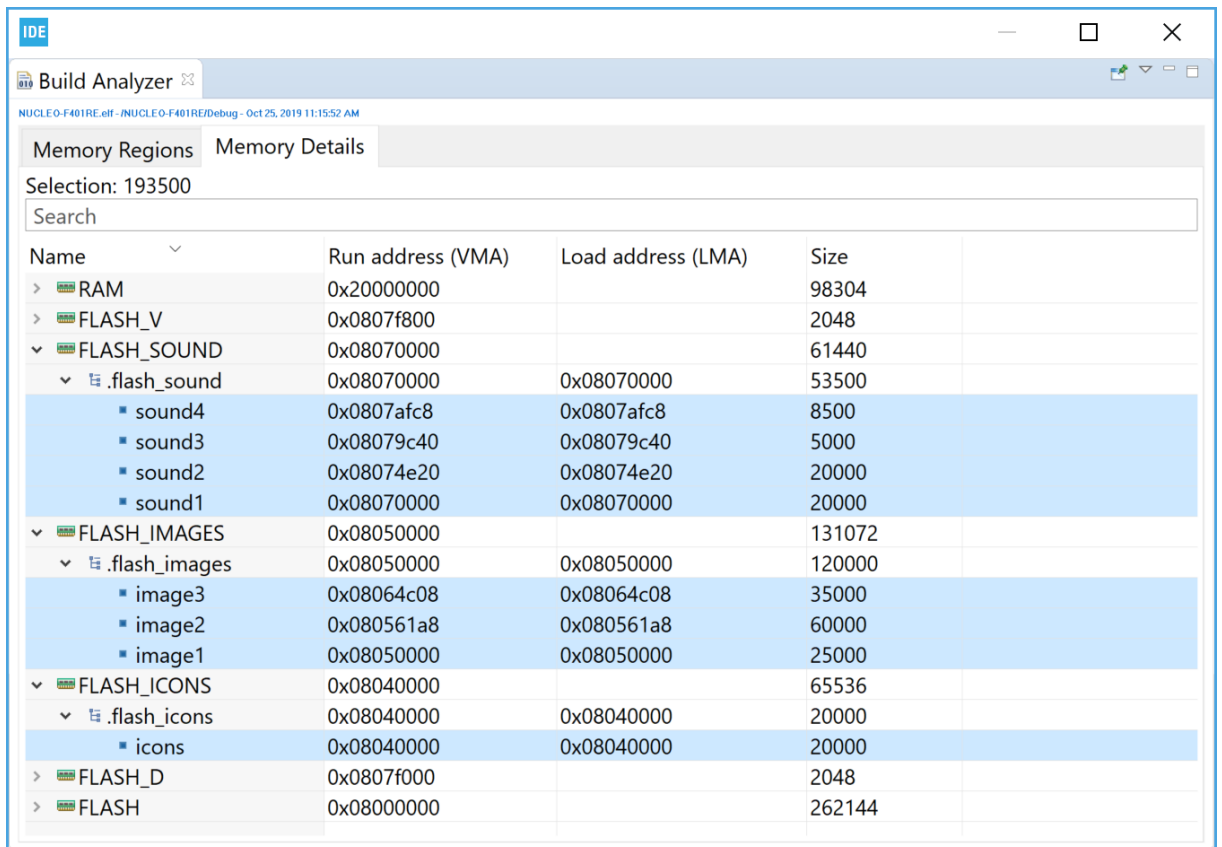 IDE
Build Analyzer
NUCLEO-F401RE.elf - /NUCLEO-F401RE/Debug - Oct 25, 2019 11:15:52 AM
Memory Regions Memory Details
Selection: 193500
Search
Name Run address (VMA) Load address (LMA) Size
RAM 0x20000000 98304
FLASH_V 0x0807f800 2048
FLASH_SOUND 0x08070000 61440
.flash_sound 0x08070000 0x08070000 53500
sound4 0x0807afc8 0x0807afc8 8500
sound3 0x08079c40 0x08079c40 5000
sound2 0x08074e20 0x08074e20 20000
sound1 0x08070000 0x08070000 20000
FLASH_IMAGES 0x08050000 131072
.flash_images 0x08050000 0x08050000 120000
image3 0x08064c08 0x08064c08 35000
image2 0x080561a8 0x080561a8 60000
image1 0x08050000 0x08050000 25000
FLASH_ICONS 0x08040000 65536
.flash_icons 0x08040000 0x08040000 20000
icons 0x08040000 0x08040000 20000
FLASH_D 0x0807f000 2048
FLASH 0x08000000 262144